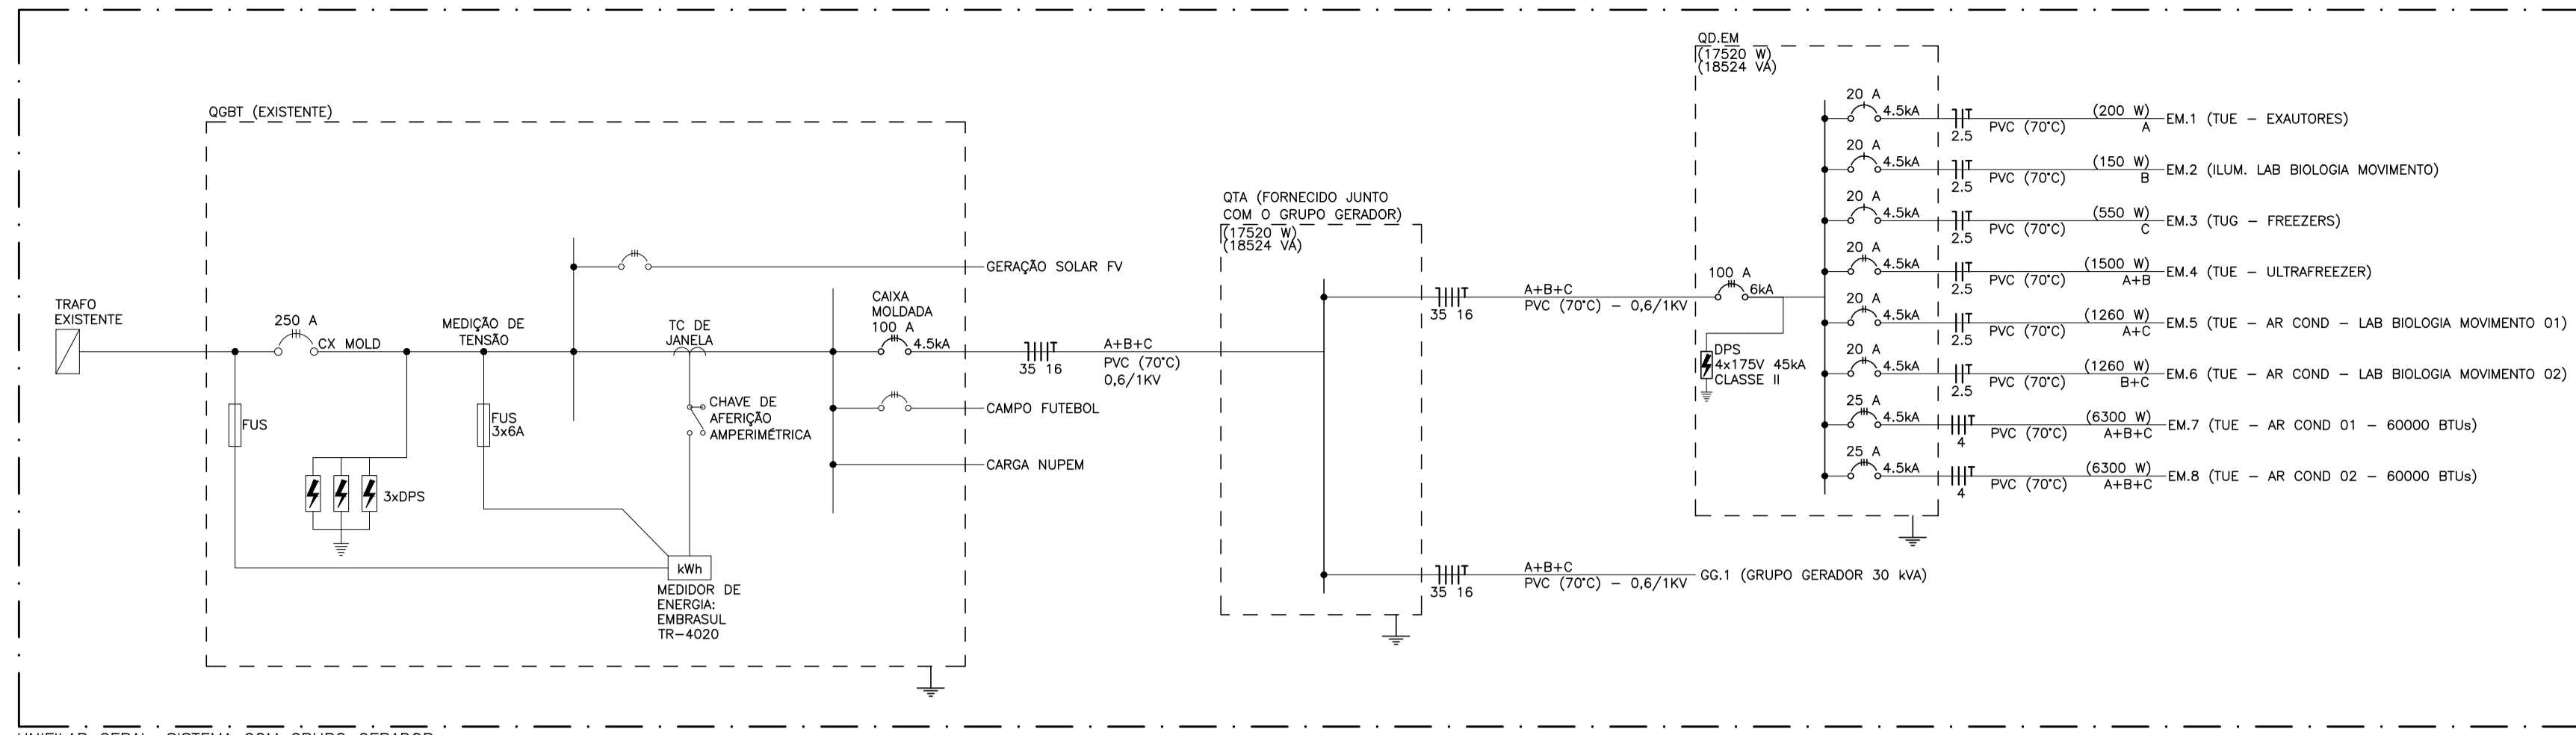 TRAFO
EXISTENTE
QGBT (EXISTENTE)
250 A
CX MOLD
FUS
3xDPS
MEDIÇÃO DE
TENSÃO
FUS
3x6A
TC DE
JANELA
CHAVE DE
AFERIÇÃO
AMPERIMÉTRICA
kWh
MEDIDOR DE
ENERGIA:
EMBRASUL
TR-4020
GERAÇÃO SOLAR FV
CAIXA
MOLDADA
100 A
4.5kA
CAMPO FUTEBOL
CARGA NUPEM
35 16
A+B+C
PVC (70°C)
0,6/1KV
QTA (FORNECIDO JUNTO
COM O GRUPO GERADOR)
(17520 W)
(18524 VA)
35 16
A+B+C
PVC (70°C) - 0,6/1KV
35 16
A+B+C
PVC (70°C) - 0,6/1KV
GG.1 (GRUPO GERADOR 30 kVA)
QD.EM
(17520 W)
(18524 VA)
100 A
6kA
DPS
4x175V 45kA
CLASSE II
20 A
4.5kA
2.5
PVC (70°C)
(200 W)
A
EM.1 (TUE - EXAUTORES)
20 A
4.5kA
2.5
PVC (70°C)
(150 W)
B
EM.2 (ILUM. LAB BIOLOGIA MOVIMENTO)
20 A
4.5kA
2.5
PVC (70°C)
(550 W)
C
EM.3 (TUG - FREEZERS)
20 A
4.5kA
2.5
PVC (70°C)
(1500 W)
A+B
EM.4 (TUE - ULTRAFREEZER)
20 A
4.5kA
2.5
PVC (70°C)
(1260 W)
A+C
EM.5 (TUE - AR COND - LAB BIOLOGIA MOVIMENTO 01)
20 A
4.5kA
2.5
PVC (70°C)
(1260 W)
B+C
EM.6 (TUE - AR COND - LAB BIOLOGIA MOVIMENTO 02)
25 A
4.5kA
4
PVC (70°C)
(6300 W)
A+B+C
EM.7 (TUE - AR COND 01 - 60000 BTUs)
25 A
4.5kA
4
PVC (70°C)
(6300 W)
A+B+C
EM.8 (TUE - AR COND 02 - 60000 BTUs)